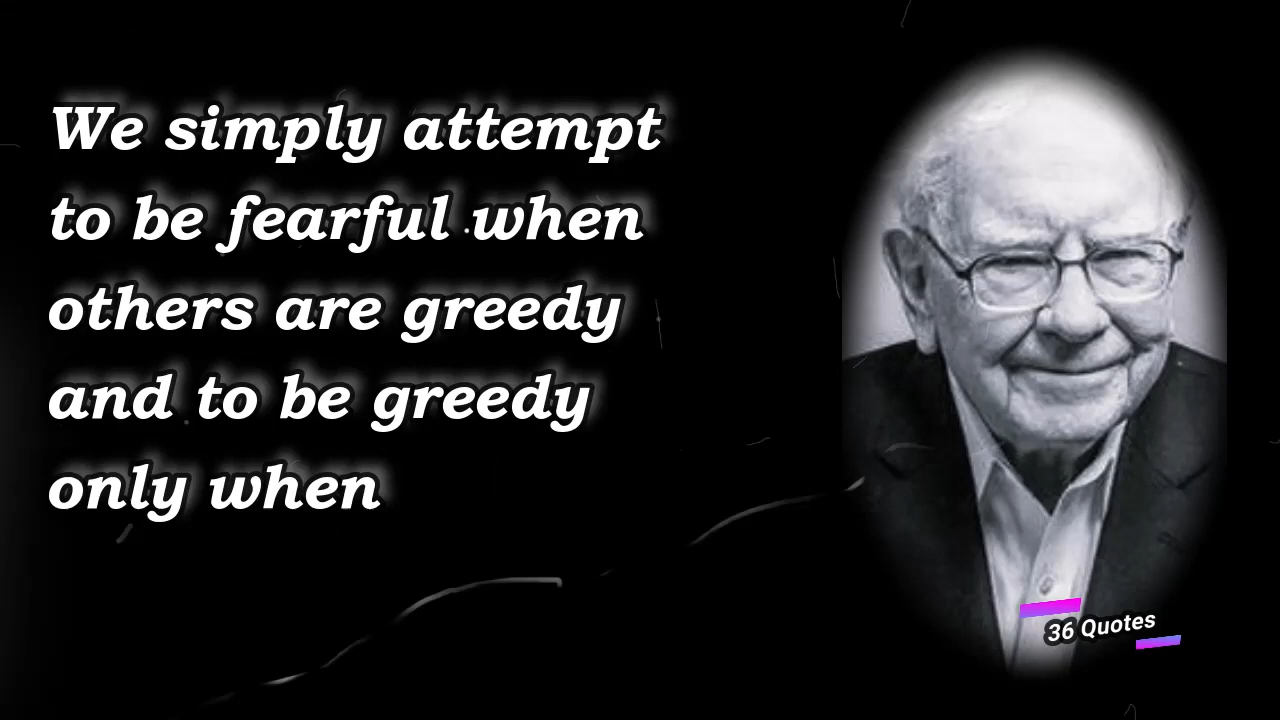 We simply attempt
to be fearful when
others are greedy
and to be greedy
only when
36 Quotes